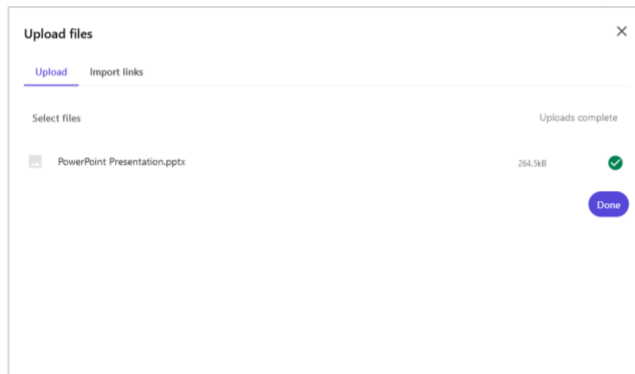 Upload files
Upload Import links
Select files Uploads complete
PowerPoint Presentation.pptx 264.5kB
Done